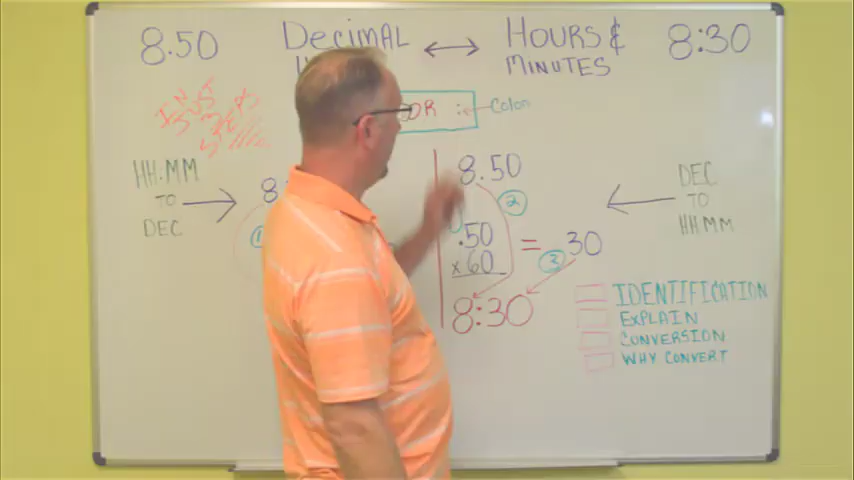 8.50 DECIMAL HOURS & 8:30
MINUTES
OR : Colon
HH:MM
TO
DEC
8
8.50
2
.50
x 60 = 30
3
8:30
DEC
TO
HH:MM
IDENTIFICATION
EXPLAIN
CONVERSION
WHY CONVERT